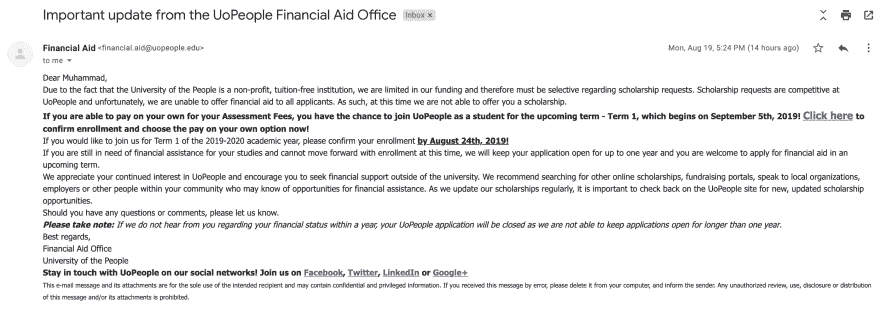 Important update from the UoPeople Financial Aid Office Inbox ×
Financial Aid <financial.aid@uopeople.edu>
Mon, Aug 19, 5:24 PM (14 hours ago)
to me
Dear Muhammad,
Due to the fact that the University of the People is a non-profit, tuition-free institution, we are limited in our funding and therefore must be selective regarding scholarship requests. Scholarship requests are competitive at
UoPeople and unfortunately, we are unable to offer financial aid to all applicants. As such, at this time we are not able to offer you a scholarship.
If you are able to pay on your own for your Assessment Fees, you have the chance to join UoPeople as a student for the upcoming term - Term 1, which begins on September 5th, 2019! Click here to
confirm enrollment and choose the pay on your own option now!
If you would like to join us for Term 1 of the 2019-2020 academic year, please confirm your enrollment by August 24th, 2019!
If you are still in need of financial assistance for your studies and cannot move forward with enrollment at this time, we will keep your application open for up to one year and you are welcome to apply for financial aid in an
upcoming term.
We appreciate your continued interest in UoPeople and encourage you to seek financial support outside of the university. We recommend searching for other online scholarships, fundraising portals, speak to local organizations,
employers or other people within your community who may know of opportunities for financial assistance. As we update our scholarships regularly, it is important to check back on the UoPeople site for new, updated scholarship
opportunities.
Should you have any questions or comments, please let us know.
Please take note: If we do not hear from you regarding your financial status within a year, your UoPeople application will be closed as we are not able to keep applications open for longer than one year.
Best regards,
Financial Aid Office
University of the People
Stay in touch with UoPeople on our social networks! Join us on Facebook, Twitter, LinkedIn or Google+
This e-mail message and its attachments are for the sole use of the intended recipient and may contain confidential and privileged information. If you received this message by error, please delete it from your computer, and inform the sender. Any unauthorized review, use, disclosure or distribution
of this message and/or its attachments is prohibited.